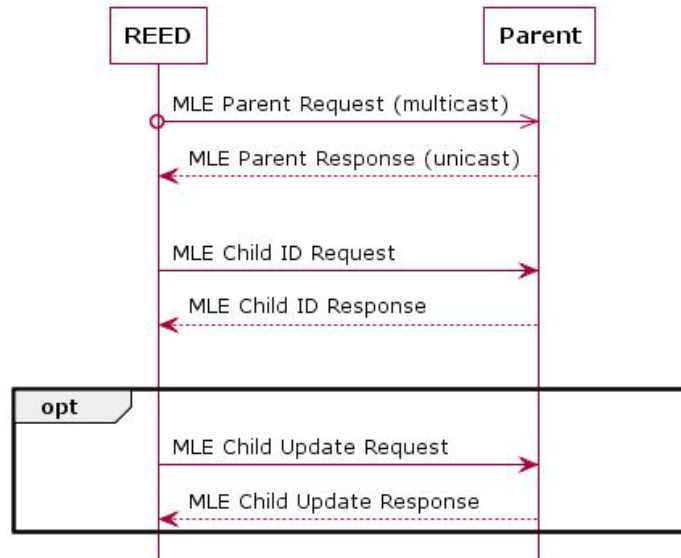 REED
Parent
MLE Parent Request (multicast)
MLE Parent Response (unicast)
MLE Child ID Request
MLE Child ID Response
opt
MLE Child Update Request
MLE Child Update Response